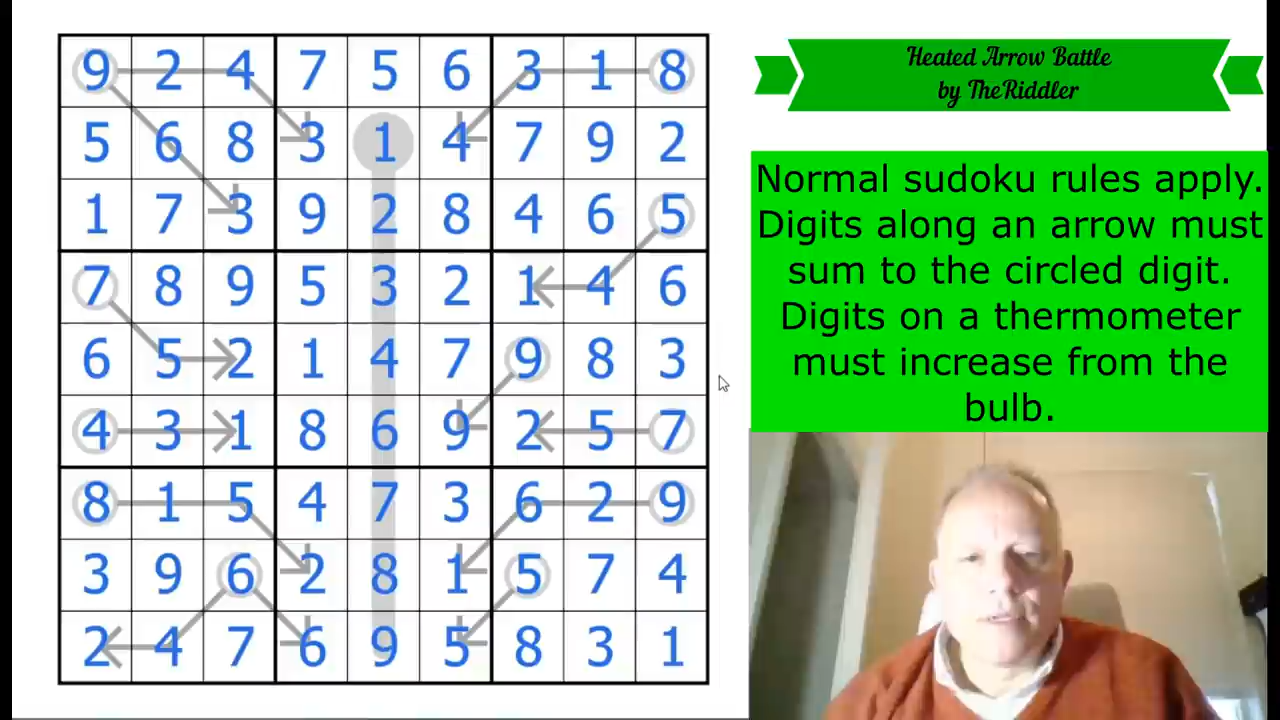 9 2 4 7 5 6 3 1 8
5 6 8 3 1 4 7 9 2
1 7 3 9 2 8 4 6 5
7 8 9 5 3 2 1 4 6
6 5 2 1 4 7 9 8 3
4 3 1 8 6 9 2 5 7
8 1 5 4 7 3 6 2 9
3 9 6 2 8 1 5 7 4
2 4 7 6 9 5 8 3 1
Heated Arrow Battle
by TheRiddler
Normal sudoku rules apply.
Digits along an arrow must
sum to the circled digit.
Digits on a thermometer
must increase from the
bulb.